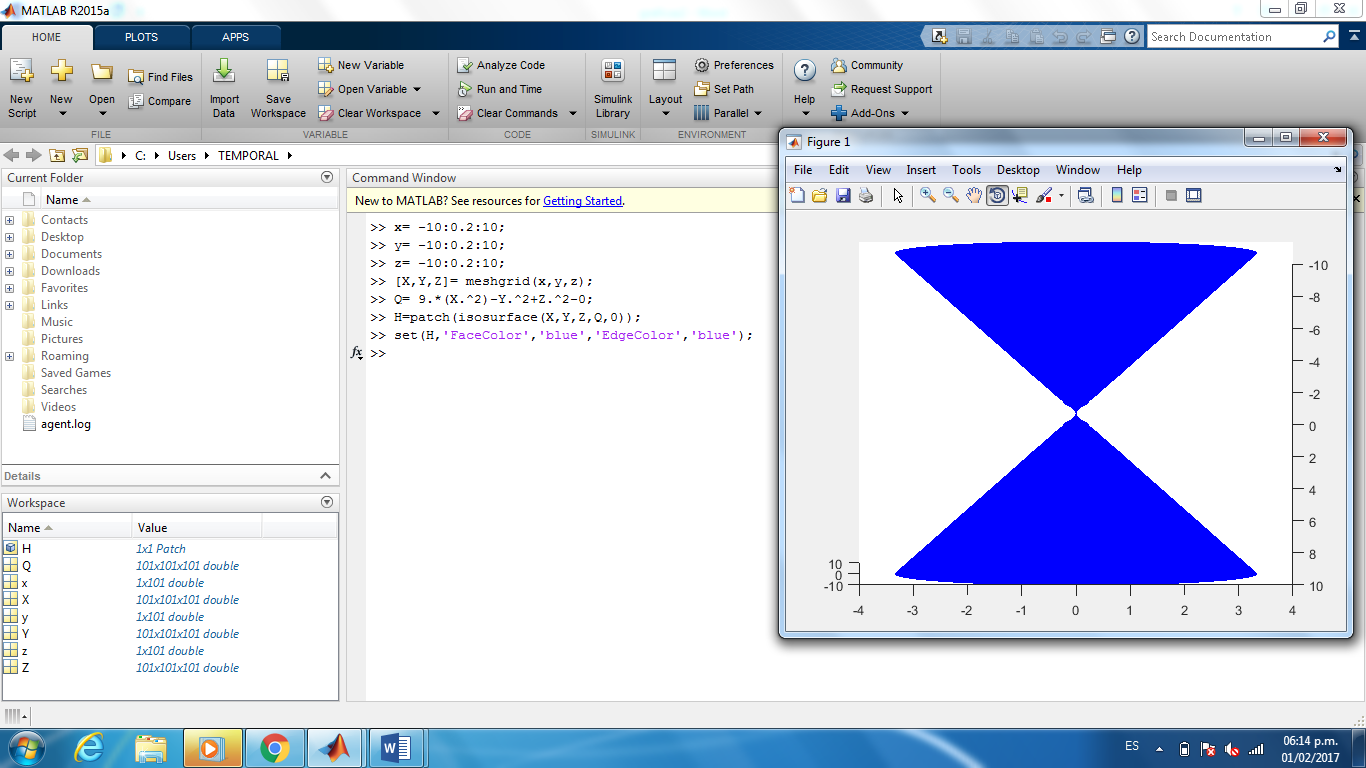 MATLAB R2015a
HOME PLOTS APPS
Search Documentation
New Script
New
Open
Find Files
Compare
Import Data
Save Workspace
New Variable
Open Variable
Clear Workspace
Analyze Code
Run and Time
Clear Commands
Simulink Library
Layout
Preferences
Set Path
Parallel
Help
Community
Request Support
Add-Ons
FILE VARIABLE CODE SIMULINK ENVIRONMENT
C: Users TEMPORAL
Current Folder
Name
Contacts
Desktop
Documents
Downloads
Favorites
Links
Music
Pictures
Roaming
Saved Games
Searches
Videos
agent.log
Details
Workspace
Name Value
H 1x1 Patch
Q 101x101x101 double
x 1x101 double
X 101x101x101 double
y 1x101 double
Y 101x101x101 double
z 1x101 double
Z 101x101x101 double
Command Window
New to MATLAB? See resources for Getting Started.
>> x= -10:0.2:10;
>> y= -10:0.2:10;
>> z= -10:0.2:10;
>> [X,Y,Z]= meshgrid(x,y,z);
>> Q= 9.*(X.^2)-Y.^2+Z.^2-0;
>> H=patch(isosurface(X,Y,Z,Q,0));
>> set(H,'FaceColor','blue','EdgeColor','blue');
fx >>
Figure 1
File Edit View Insert Tools Desktop Window Help
-10
-8
-6
-4
-2
0
2
4
6
8
10
10
0
-10
-4 -3 -2 -1 0 1 2 3 4
ES
06:14 p.m.
01/02/2017